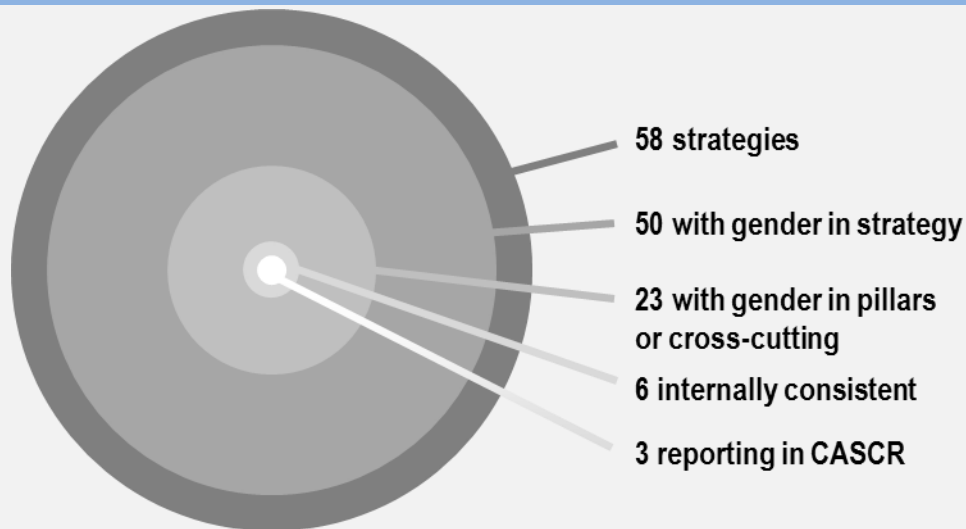 58 strategies
50 with gender in strategy
23 with gender in pillars
or cross-cutting
6 internally consistent
3 reporting in CASCR